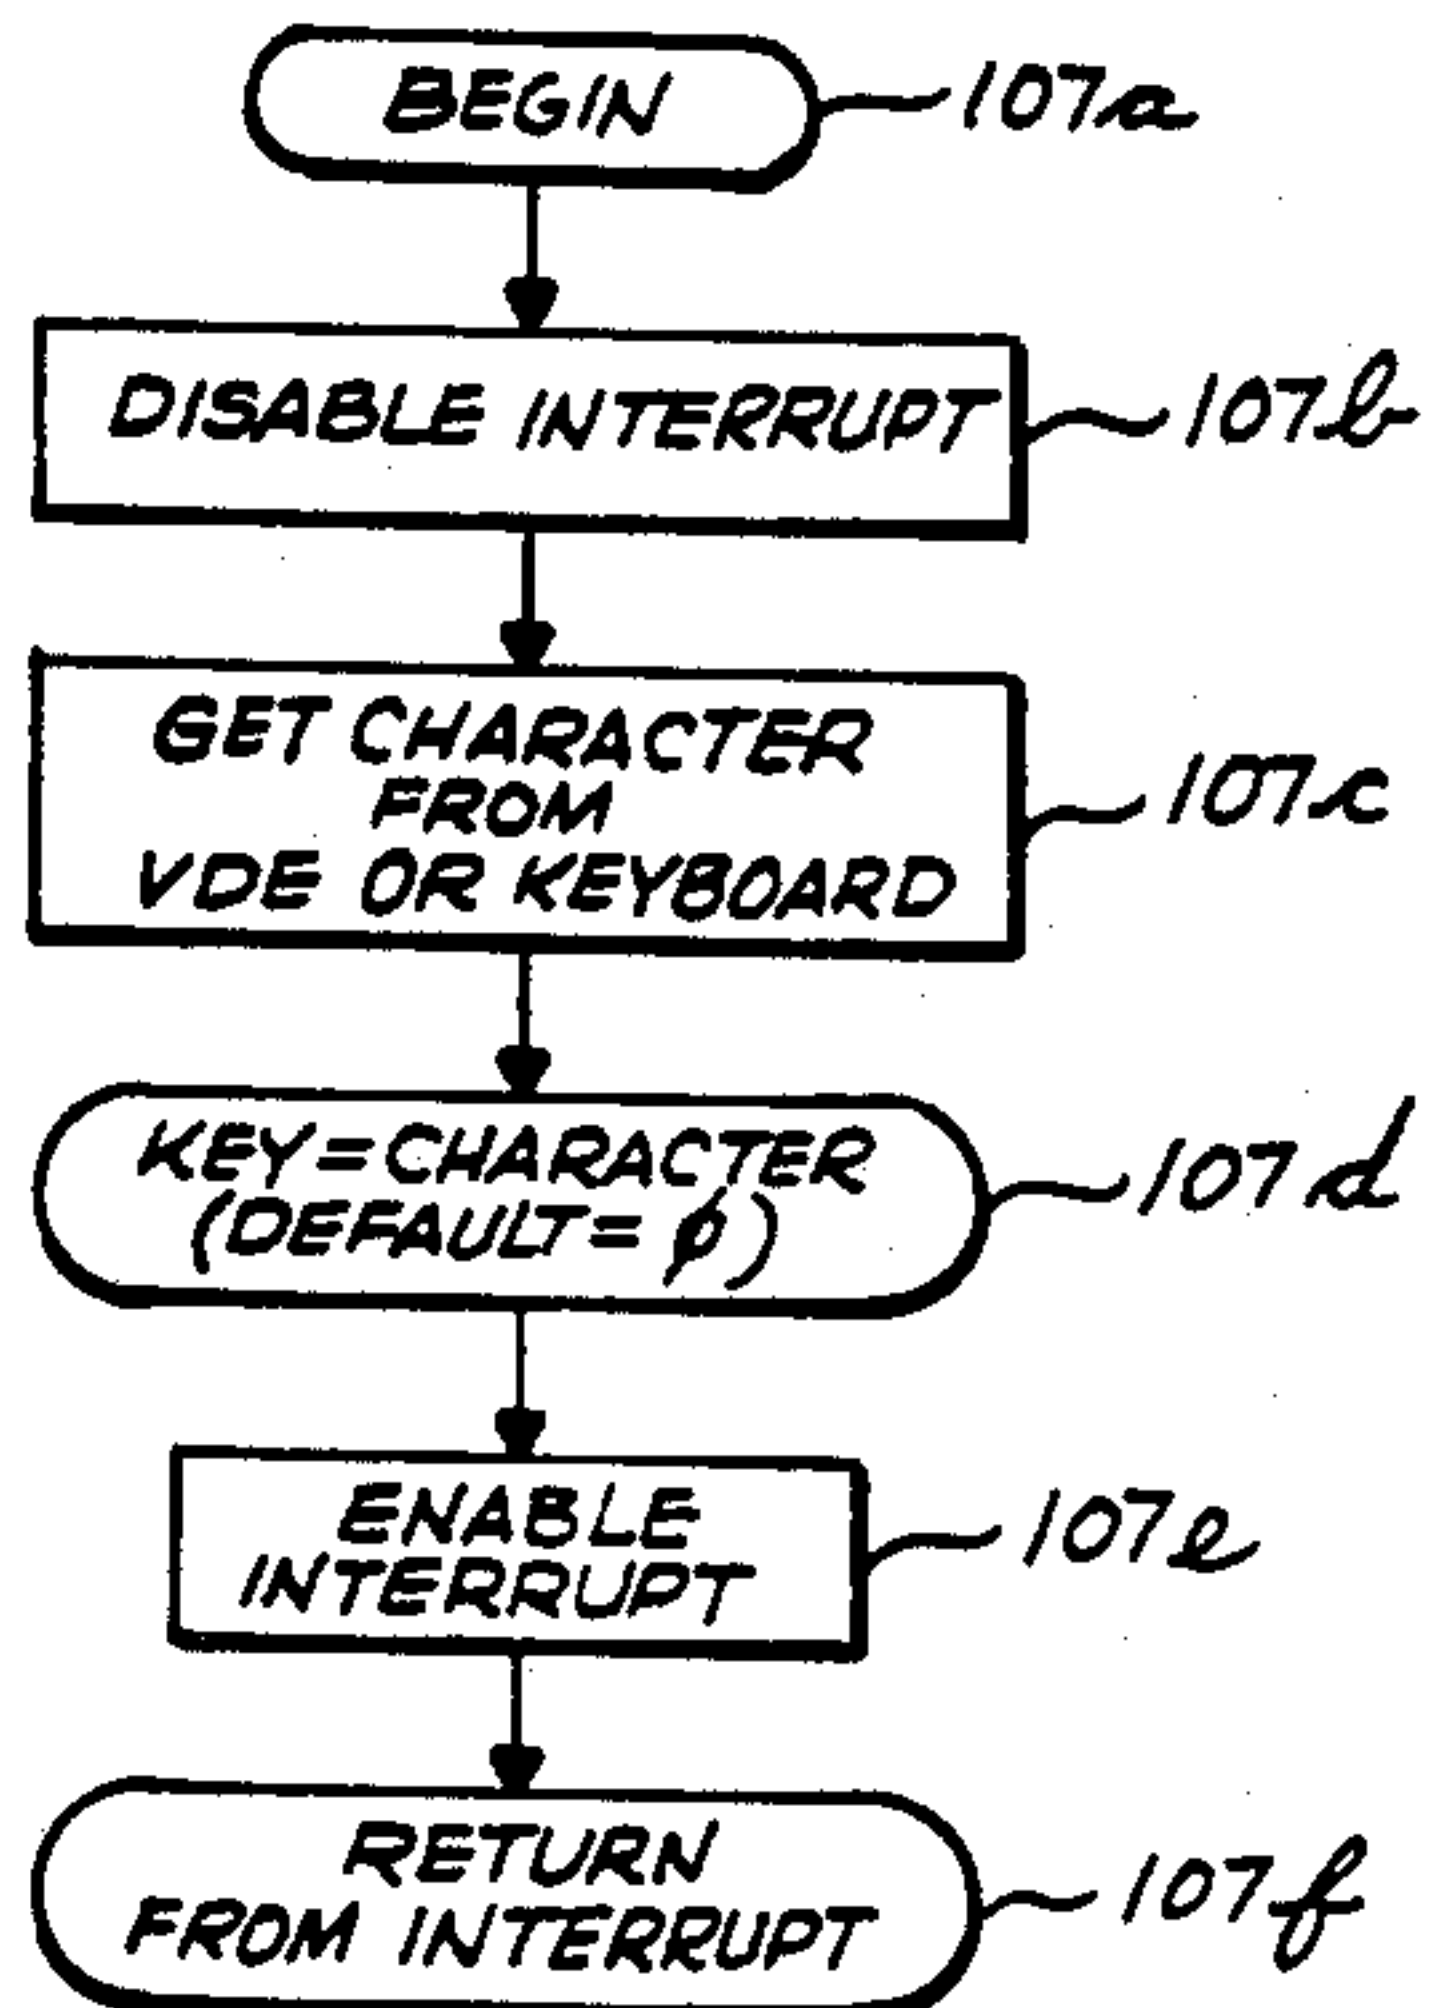 BEGIN 107a
DISABLE INTERRUPT 107b
GET CHARACTER
FROM 107c
VDE OR KEYBOARD
KEY=CHARACTER 107d
(DEFAULT=Ø)
ENABLE 107e
INTERRUPT
RETURN
FROM INTERRUPT 107f